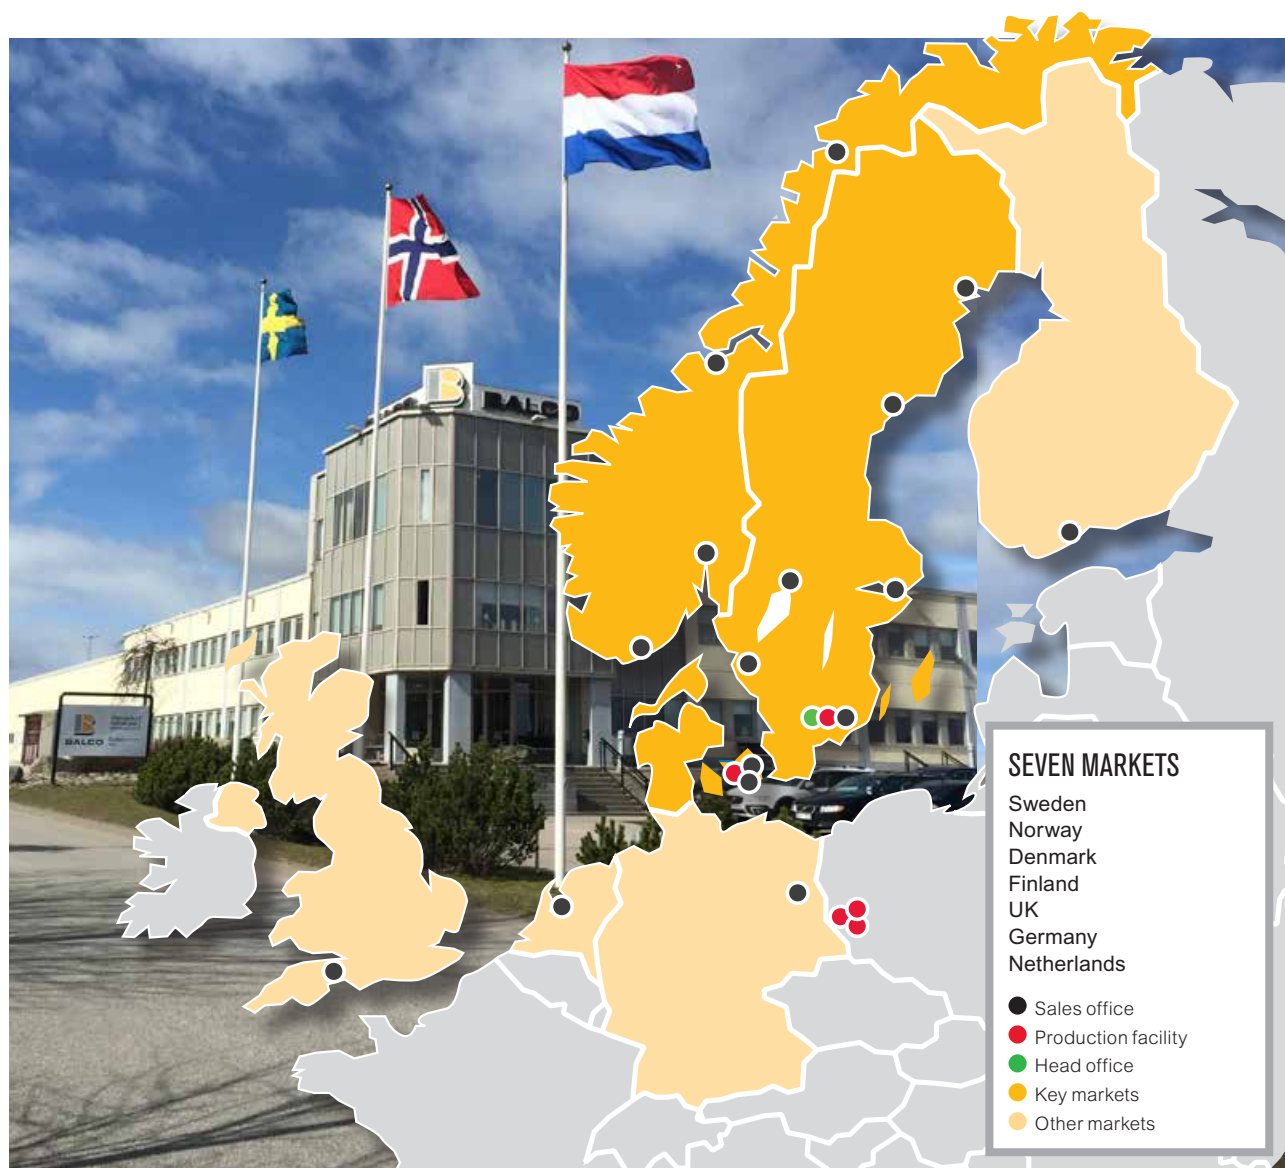 BALCO
BALCO
SEVEN MARKETS
Sweden
Norway
Denmark
Finland
UK
Germany
Netherlands
Sales office
Production facility
Head office
Key markets
Other markets